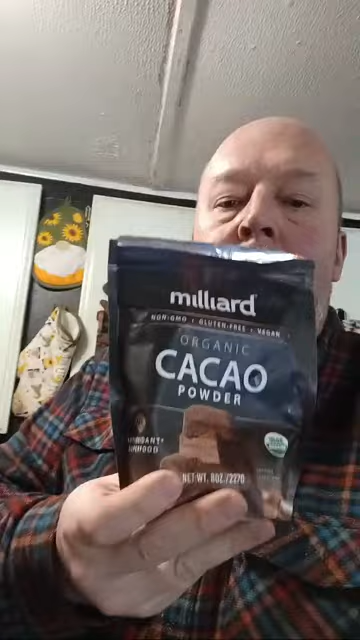 milliard
NON-GMO • GLUTEN-FREE • VEGAN
ORGANIC
CACAO
POWDER
NET WT. 8OZ./227G